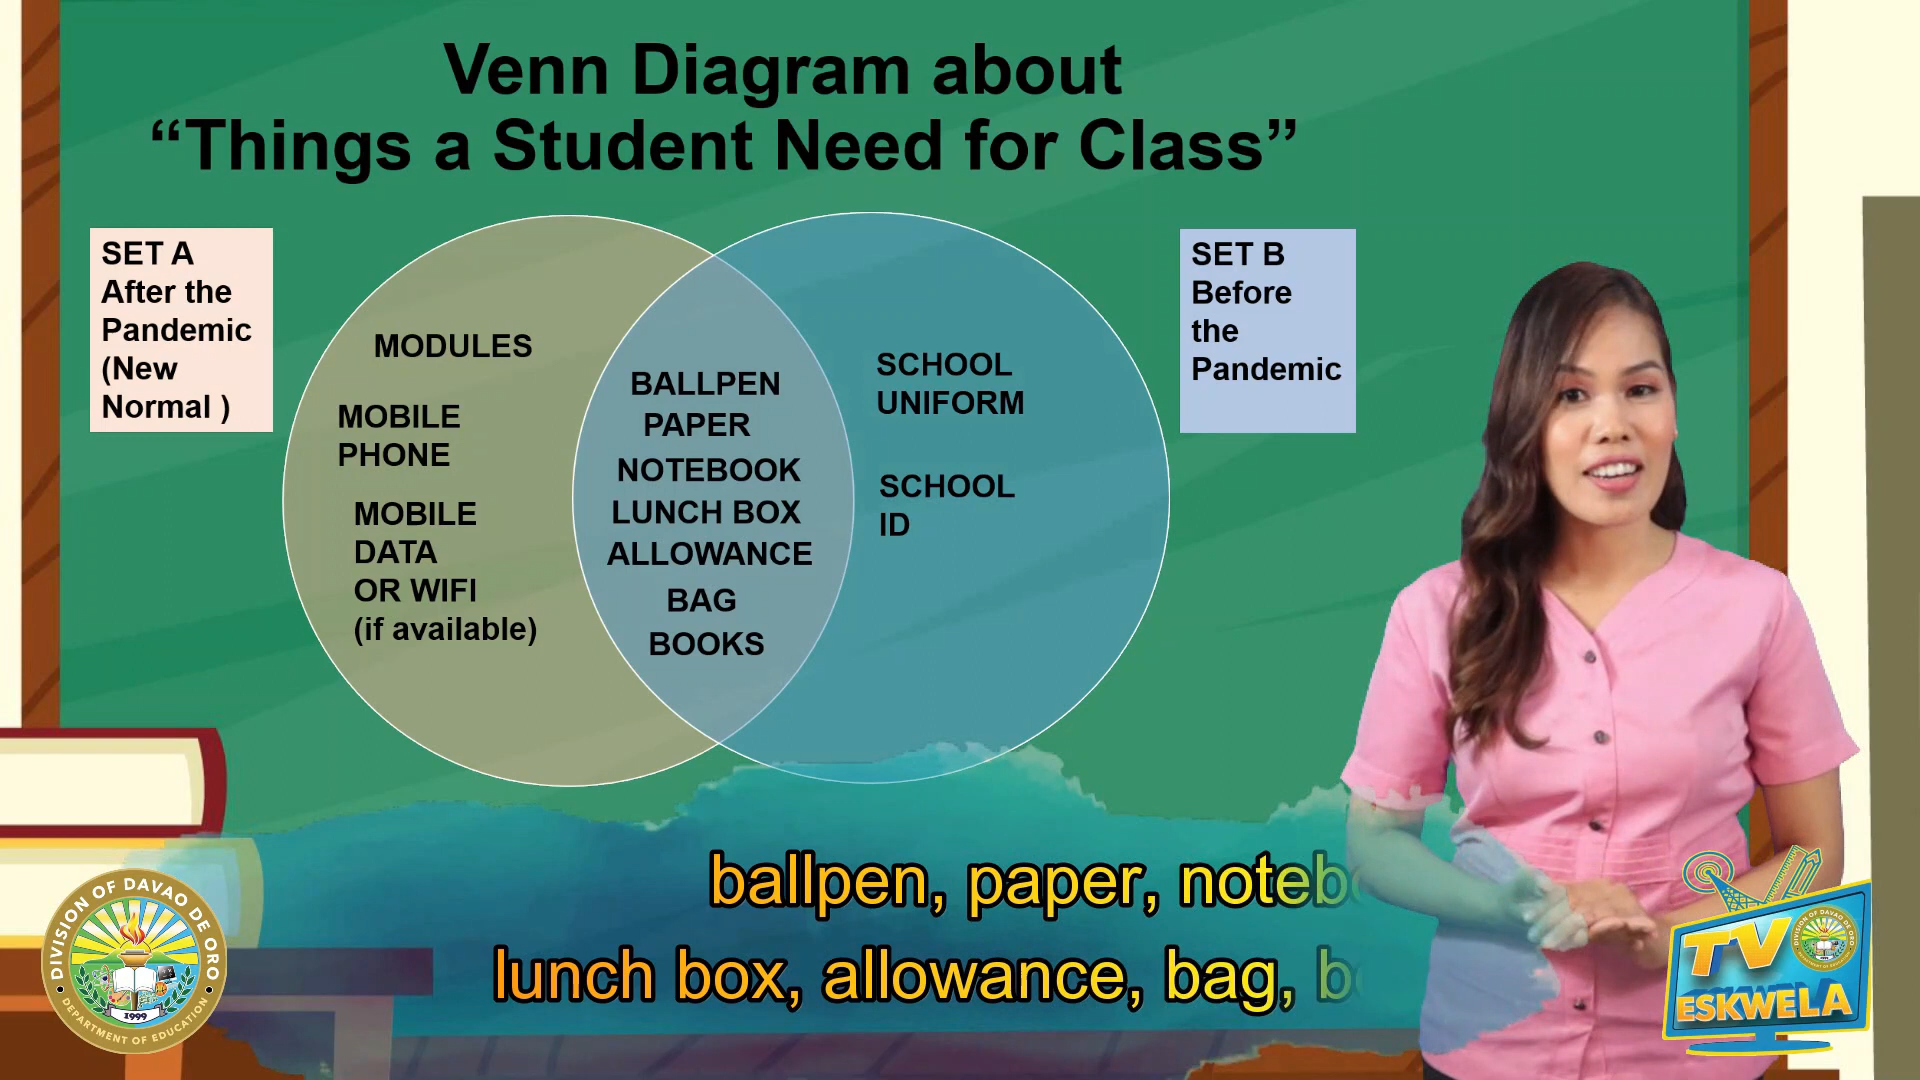 Venn Diagram about
“Things a Student Need for Class”
SET A
After the
Pandemic
(New
Normal )
MODULES
MOBILE
PHONE
MOBILE
DATA
OR WIFI
(if available)
BALLPEN
PAPER
NOTEBOOK
LUNCH BOX
ALLOWANCE
BAG
BOOKS
SCHOOL
UNIFORM
SCHOOL
ID
SET B
Before
the
Pandemic
ballpen, paper, noteb
lunch box, allowance, bag, b
DIVISION OF DAVAO DE ORO
DEPARTMENT OF EDUCATION
1999
TV
ESKWELA